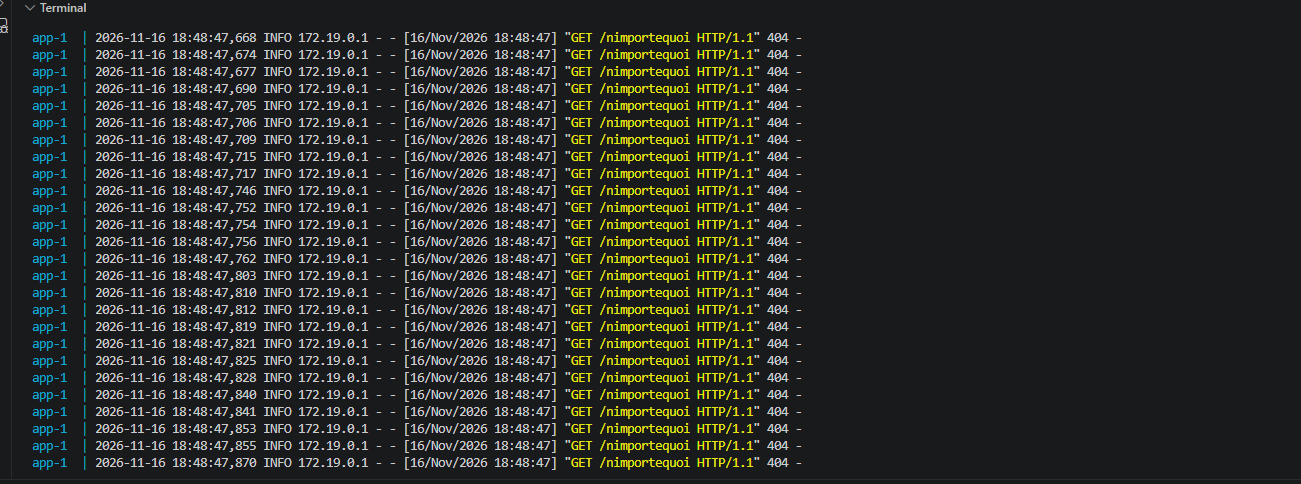 Terminal
app-1 | 2026-11-16 18:48:47,668 INFO 172.19.0.1 - - [16/Nov/2026 18:48:47] "GET /nimportequoi HTTP/1.1" 404 -
app-1 | 2026-11-16 18:48:47,674 INFO 172.19.0.1 - - [16/Nov/2026 18:48:47] "GET /nimportequoi HTTP/1.1" 404 -
app-1 | 2026-11-16 18:48:47,677 INFO 172.19.0.1 - - [16/Nov/2026 18:48:47] "GET /nimportequoi HTTP/1.1" 404 -
app-1 | 2026-11-16 18:48:47,690 INFO 172.19.0.1 - - [16/Nov/2026 18:48:47] "GET /nimportequoi HTTP/1.1" 404 -
app-1 | 2026-11-16 18:48:47,705 INFO 172.19.0.1 - - [16/Nov/2026 18:48:47] "GET /nimportequoi HTTP/1.1" 404 -
app-1 | 2026-11-16 18:48:47,706 INFO 172.19.0.1 - - [16/Nov/2026 18:48:47] "GET /nimportequoi HTTP/1.1" 404 -
app-1 | 2026-11-16 18:48:47,709 INFO 172.19.0.1 - - [16/Nov/2026 18:48:47] "GET /nimportequoi HTTP/1.1" 404 -
app-1 | 2026-11-16 18:48:47,715 INFO 172.19.0.1 - - [16/Nov/2026 18:48:47] "GET /nimportequoi HTTP/1.1" 404 -
app-1 | 2026-11-16 18:48:47,717 INFO 172.19.0.1 - - [16/Nov/2026 18:48:47] "GET /nimportequoi HTTP/1.1" 404 -
app-1 | 2026-11-16 18:48:47,746 INFO 172.19.0.1 - - [16/Nov/2026 18:48:47] "GET /nimportequoi HTTP/1.1" 404 -
app-1 | 2026-11-16 18:48:47,752 INFO 172.19.0.1 - - [16/Nov/2026 18:48:47] "GET /nimportequoi HTTP/1.1" 404 -
app-1 | 2026-11-16 18:48:47,754 INFO 172.19.0.1 - - [16/Nov/2026 18:48:47] "GET /nimportequoi HTTP/1.1" 404 -
app-1 | 2026-11-16 18:48:47,756 INFO 172.19.0.1 - - [16/Nov/2026 18:48:47] "GET /nimportequoi HTTP/1.1" 404 -
app-1 | 2026-11-16 18:48:47,762 INFO 172.19.0.1 - - [16/Nov/2026 18:48:47] "GET /nimportequoi HTTP/1.1" 404 -
app-1 | 2026-11-16 18:48:47,803 INFO 172.19.0.1 - - [16/Nov/2026 18:48:47] "GET /nimportequoi HTTP/1.1" 404 -
app-1 | 2026-11-16 18:48:47,810 INFO 172.19.0.1 - - [16/Nov/2026 18:48:47] "GET /nimportequoi HTTP/1.1" 404 -
app-1 | 2026-11-16 18:48:47,812 INFO 172.19.0.1 - - [16/Nov/2026 18:48:47] "GET /nimportequoi HTTP/1.1" 404 -
app-1 | 2026-11-16 18:48:47,819 INFO 172.19.0.1 - - [16/Nov/2026 18:48:47] "GET /nimportequoi HTTP/1.1" 404 -
app-1 | 2026-11-16 18:48:47,821 INFO 172.19.0.1 - - [16/Nov/2026 18:48:47] "GET /nimportequoi HTTP/1.1" 404 -
app-1 | 2026-11-16 18:48:47,825 INFO 172.19.0.1 - - [16/Nov/2026 18:48:47] "GET /nimportequoi HTTP/1.1" 404 -
app-1 | 2026-11-16 18:48:47,828 INFO 172.19.0.1 - - [16/Nov/2026 18:48:47] "GET /nimportequoi HTTP/1.1" 404 -
app-1 | 2026-11-16 18:48:47,840 INFO 172.19.0.1 - - [16/Nov/2026 18:48:47] "GET /nimportequoi HTTP/1.1" 404 -
app-1 | 2026-11-16 18:48:47,841 INFO 172.19.0.1 - - [16/Nov/2026 18:48:47] "GET /nimportequoi HTTP/1.1" 404 -
app-1 | 2026-11-16 18:48:47,853 INFO 172.19.0.1 - - [16/Nov/2026 18:48:47] "GET /nimportequoi HTTP/1.1" 404 -
app-1 | 2026-11-16 18:48:47,855 INFO 172.19.0.1 - - [16/Nov/2026 18:48:47] "GET /nimportequoi HTTP/1.1" 404 -
app-1 | 2026-11-16 18:48:47,870 INFO 172.19.0.1 - - [16/Nov/2026 18:48:47] "GET /nimportequoi HTTP/1.1" 404 -